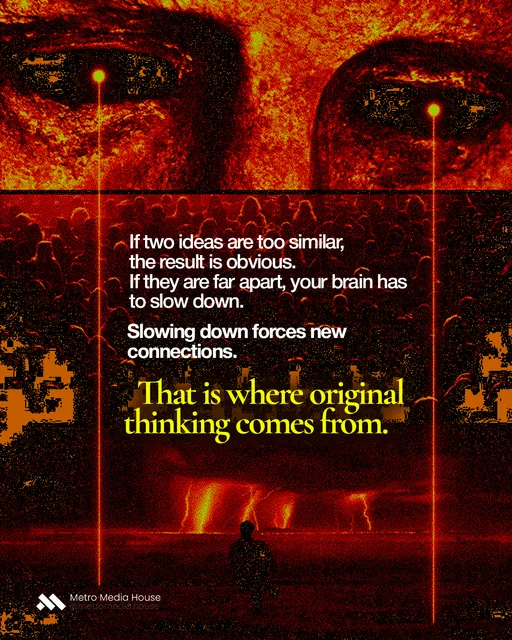 If two ideas are too similar,
the result is obvious.
If they are far apart, your brain has
to slow down.
Slowing down forces new
connections.
That is where original
thinking comes from.
Metro Media House
@metromediahouse